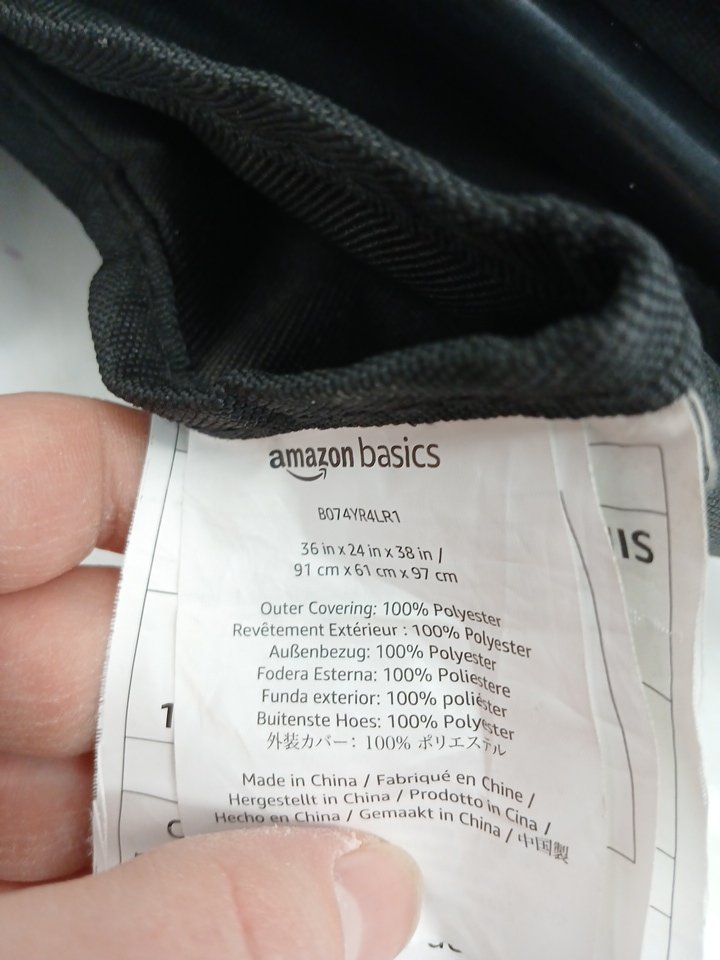 amazon basics
B074YR4LR1
36 in x 24 in x 38 in /
91 cm x 61 cm x 97 cm
Outer Covering: 100% Polyester
Revêtement Extérieur : 100% Polyester
Außenbezug: 100% Polyester
Fodera Esterna: 100% Poliestere
Funda exterior: 100% poliéster
Buitenste Hoes: 100% Polyester
外装カバー: 100% ポリエステル
Made in China / Fabriqué en Chine /
Hergestellt in China / Prodotto in Cina /
Hecho en China / Gemaakt in China / 中国製